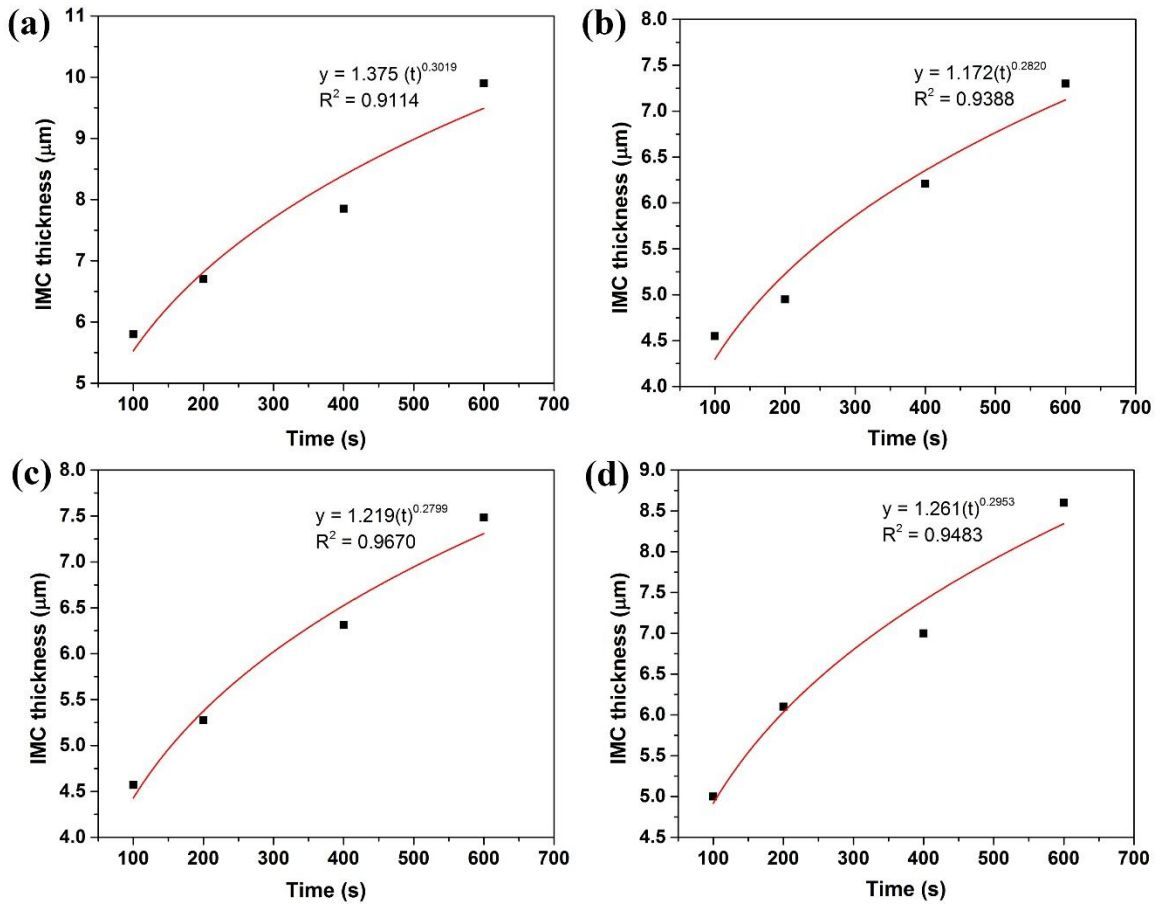 (a)
11
10
9
8
7
6
5
IMC thickness (μm)
y = 1.375 (t)^0.3019
R² = 0.9114
100 200 300 400 500 600 700
Time (s)
(b)
8.0
7.5
7.0
6.5
6.0
5.5
5.0
4.5
4.0
IMC thickness (μm)
y = 1.172(t)^0.2820
R² = 0.9388
100 200 300 400 500 600 700
Time (s)
(c)
8.0
7.5
7.0
6.5
6.0
5.5
5.0
4.5
4.0
IMC thickness (μm)
y = 1.219(t)^0.2799
R² = 0.9670
100 200 300 400 500 600 700
Time (s)
(d)
9.0
8.5
8.0
7.5
7.0
6.5
6.0
5.5
5.0
4.5
IMC thickness (μm)
y = 1.261(t)^0.2953
R² = 0.9483
100 200 300 400 500 600 700
Time (s)